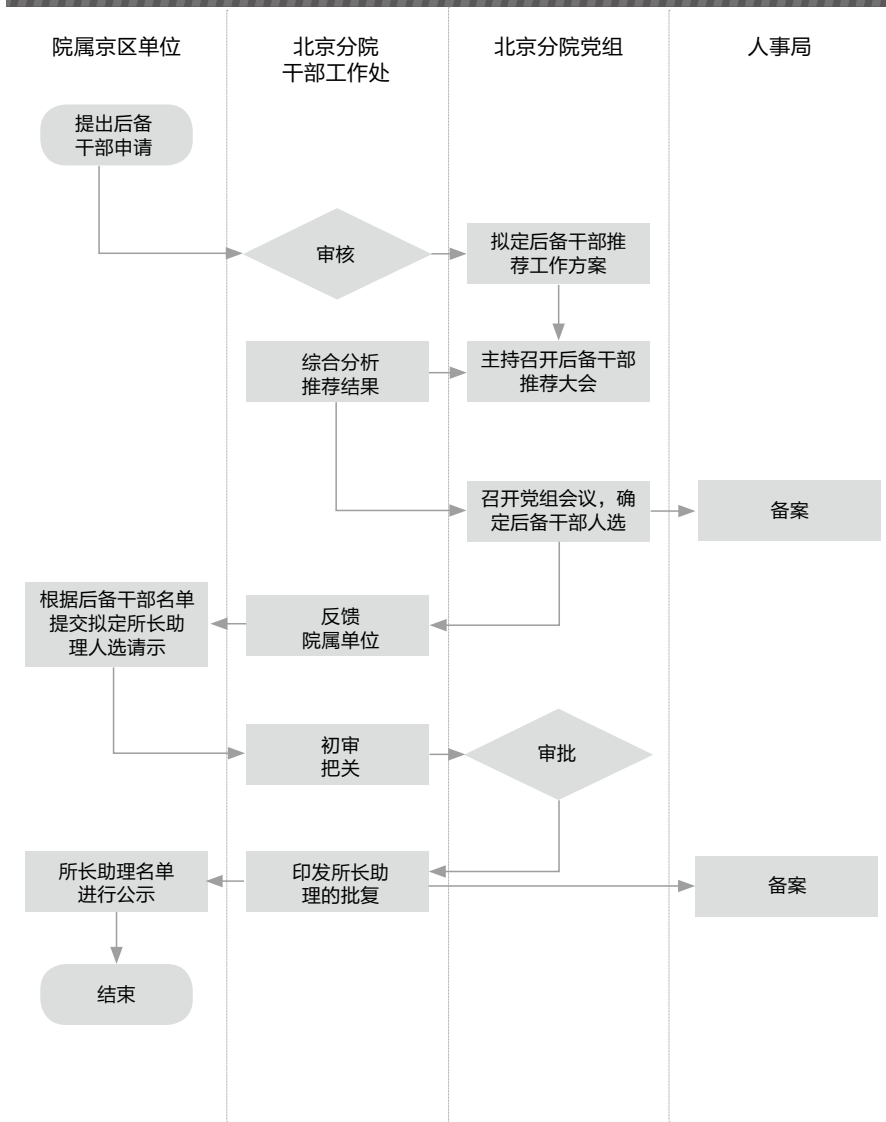 院属京区单位
北京分院
干部工作处
北京分院党组
人事局
提出后备
干部申请
审核
拟定后备干部推
荐工作方案
综合分析
推荐结果
主持召开后备干部
推荐大会
召开党组会议，确
定后备干部人选
备案
根据后备干部名单
提交拟定所长助
理人选请示
反馈
院属单位
初审
把关
审批
所长助理名单
进行公示
印发所长助
理的批复
备案
结束